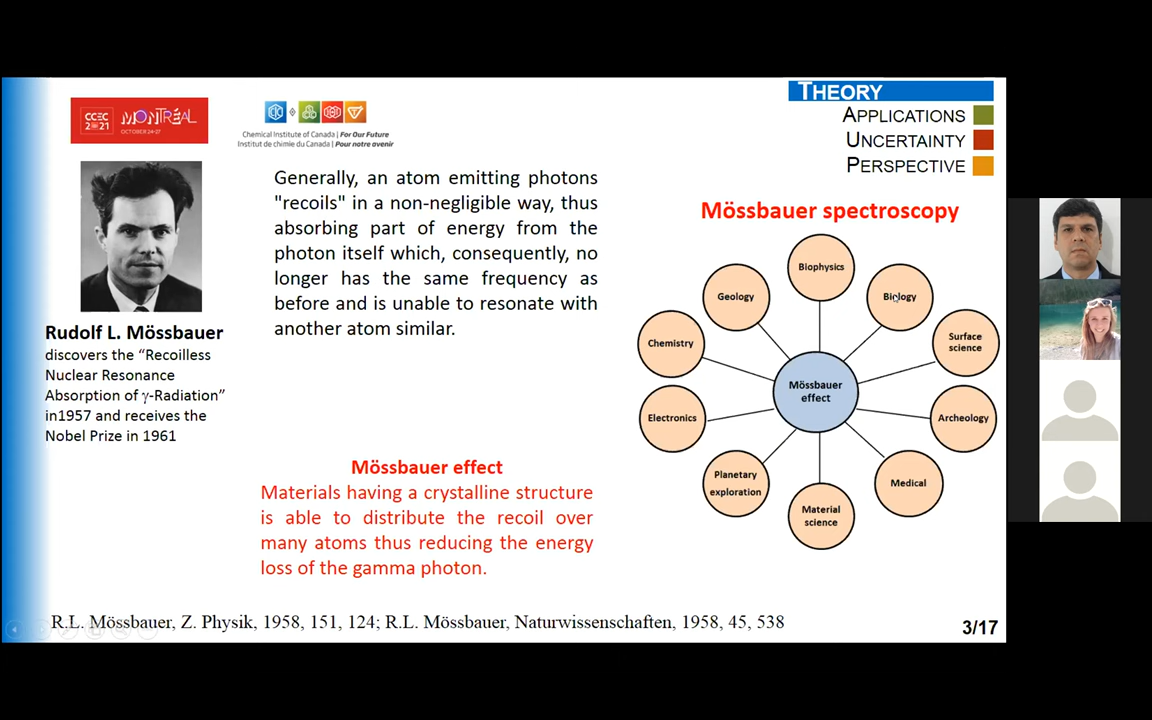 CCEC
2021
MONTRÉAL
OCTOBER 24-27
Chemical Institute of Canada | For Our Future
Institut de chimie du Canada | Pour notre avenir
THEORY
APPLICATIONS
UNCERTAINTY
PERSPECTIVE
Rudolf L. Mössbauer
discovers the “Recoilless
Nuclear Resonance
Absorption of γ-Radiation”
in1957 and receives the
Nobel Prize in 1961
Generally, an atom emitting photons
"recoils" in a non-negligible way, thus
absorbing part of energy from the
photon itself which, consequently, no
longer has the same frequency as
before and is unable to resonate with
another atom similar.
Mössbauer effect
Materials having a crystalline structure
is able to distribute the recoil over
many atoms thus reducing the energy
loss of the gamma photon.
Mössbauer spectroscopy
Biophysics
Geology
Biology
Chemistry
Surface
science
Mössbauer
effect
Electronics
Archeology
Planetary
exploration
Medical
Material
science
R.L. Mössbauer, Z. Physik, 1958, 151, 124; R.L. Mössbauer, Naturwissenschaften, 1958, 45, 538
3/17